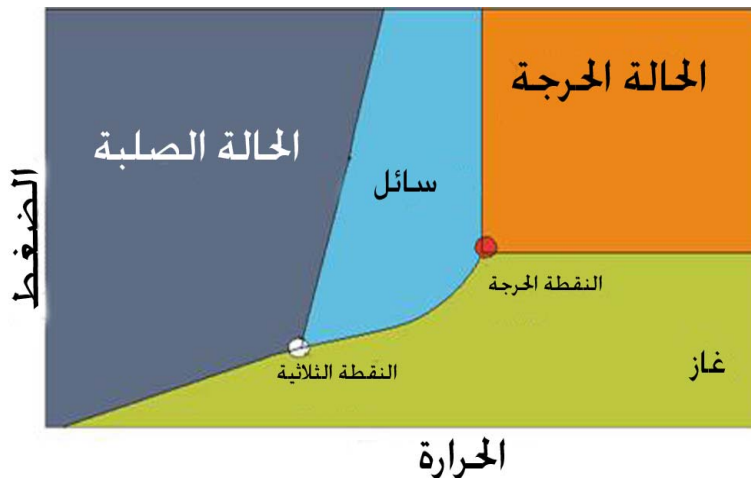 الحالة الحرجة
الحالة الصلبة
سائل
الضغط
النقطة الحرجة
غاز
النقطة الثلاثية
الحرارة